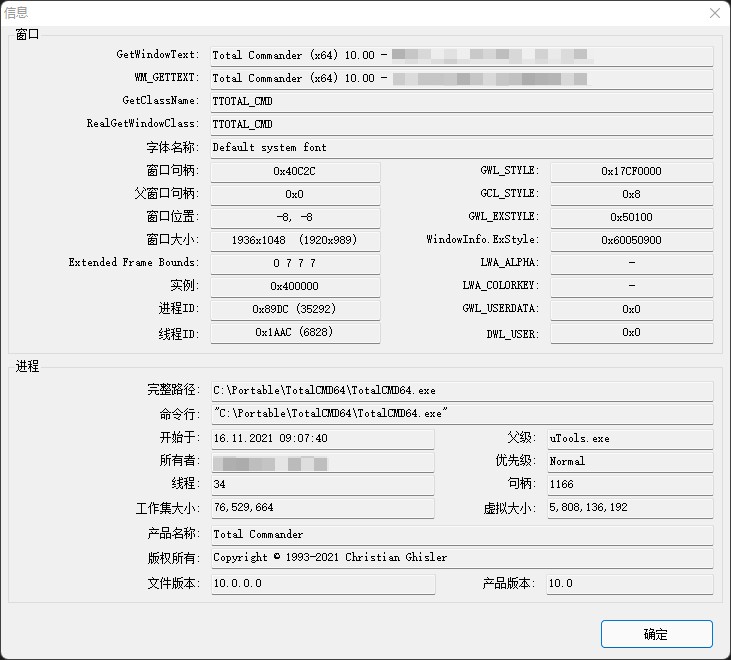 信息
窗口
GetWindowText: Total Commander (x64) 10.00 -
WM_GETTEXT: Total Commander (x64) 10.00 -
GetClassName: TTOTAL_CMD
RealGetWindowClass: TTOTAL_CMD
字体名称: Default system font
窗口句柄: 0x40C2C GWL_STYLE: 0x17CF0000
父窗口句柄: 0x0 GCL_STYLE: 0x8
窗口位置: -8, -8 GWL_EXSTYLE: 0x50100
窗口大小: 1936x1048 (1920x989) WindowInfo.ExStyle: 0x60050900
Extended Frame Bounds: 0 7 7 7 LWA_ALPHA: -
实例: 0x400000 LWA_COLORKEY: -
进程ID: 0x89DC (35292) GWL_USERDATA: 0x0
线程ID: 0x1AAC (6828) DWL_USER: 0x0
进程
完整路径: C:\Portable\TotalCMD64\TotalCMD64.exe
命令行: "C:\Portable\TotalCMD64\TotalCMD64.exe"
开始于: 16.11.2021 09:07:40 父级: uTools.exe
所有者: 优先级: Normal
线程: 34 句柄: 1166
工作集大小: 76,529,664 虚拟大小: 5,808,136,192
产品名称: Total Commander
版权所有: Copyright © 1993-2021 Christian Ghisler
文件版本: 10.0.0.0 产品版本: 10.0
确定